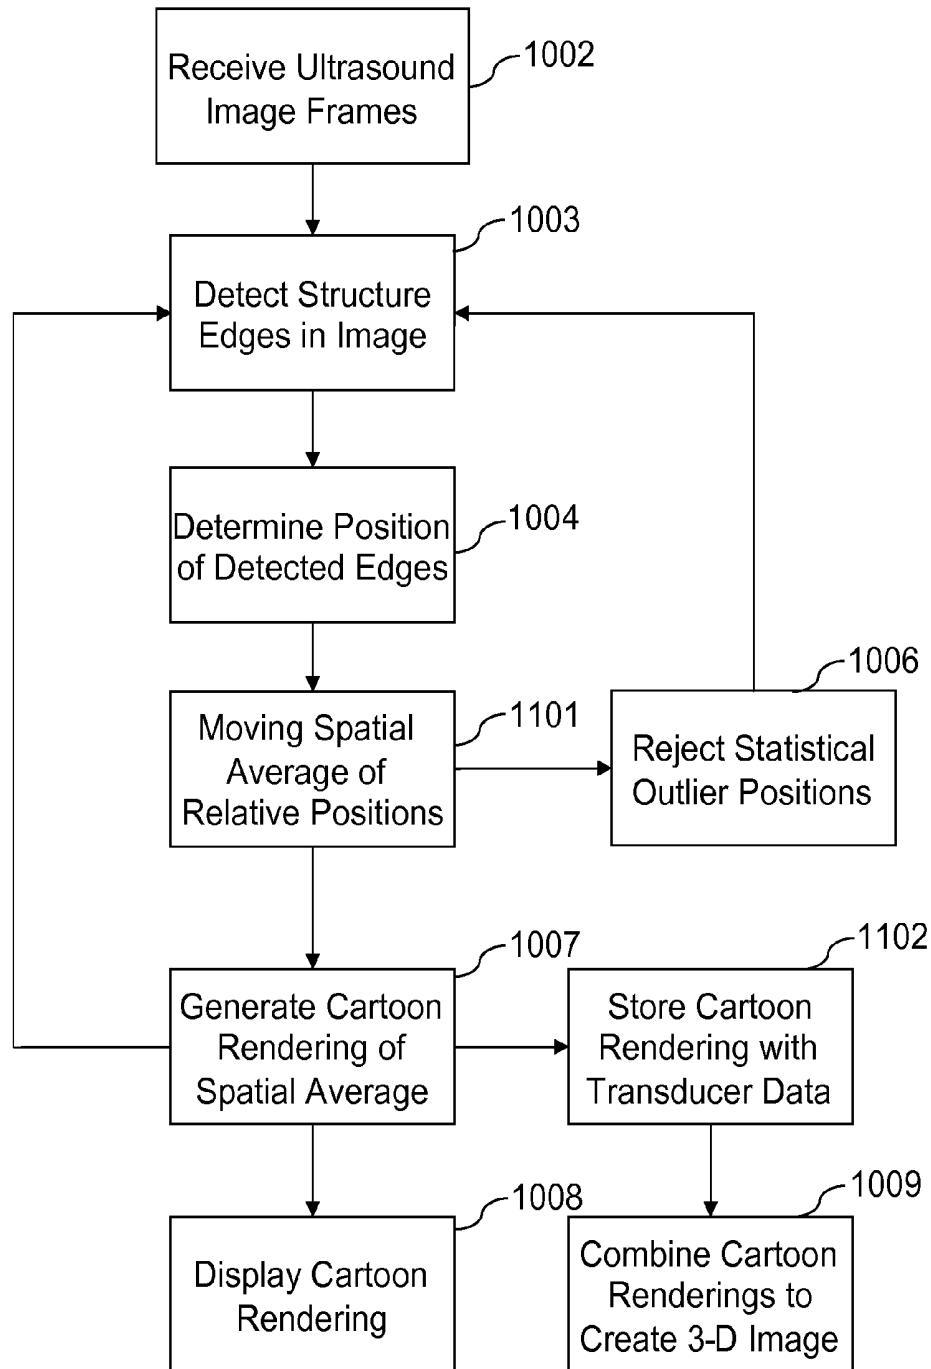 Receive Ultrasound
Image Frames
1002
1003
Detect Structure
Edges in Image
1004
Determine Position
of Detected Edges
1101
Moving Spatial
Average of
Relative Positions
1006
Reject Statistical
Outlier Positions
1007
Generate Cartoon
Rendering of
Spatial Average
1102
Store Cartoon
Rendering with
Transducer Data
1008
Display Cartoon
Rendering
1009
Combine Cartoon
Renderings to
Create 3-D Image